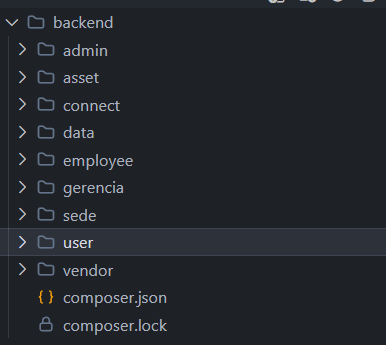 backend
admin
asset
connect
data
employee
gerencia
sede
user
vendor
composer.json
composer.lock